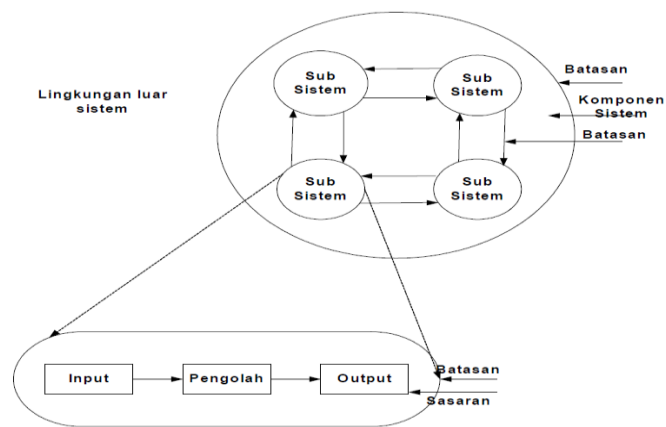 Lingkungan luar
sistem
Sub
Sistem
Sub
Sistem
Batasan
Komponen
Sistem
Batasan
Sub
Sistem
Sub
Sistem
Input
Pengolah
Output
Batasan
Sasaran